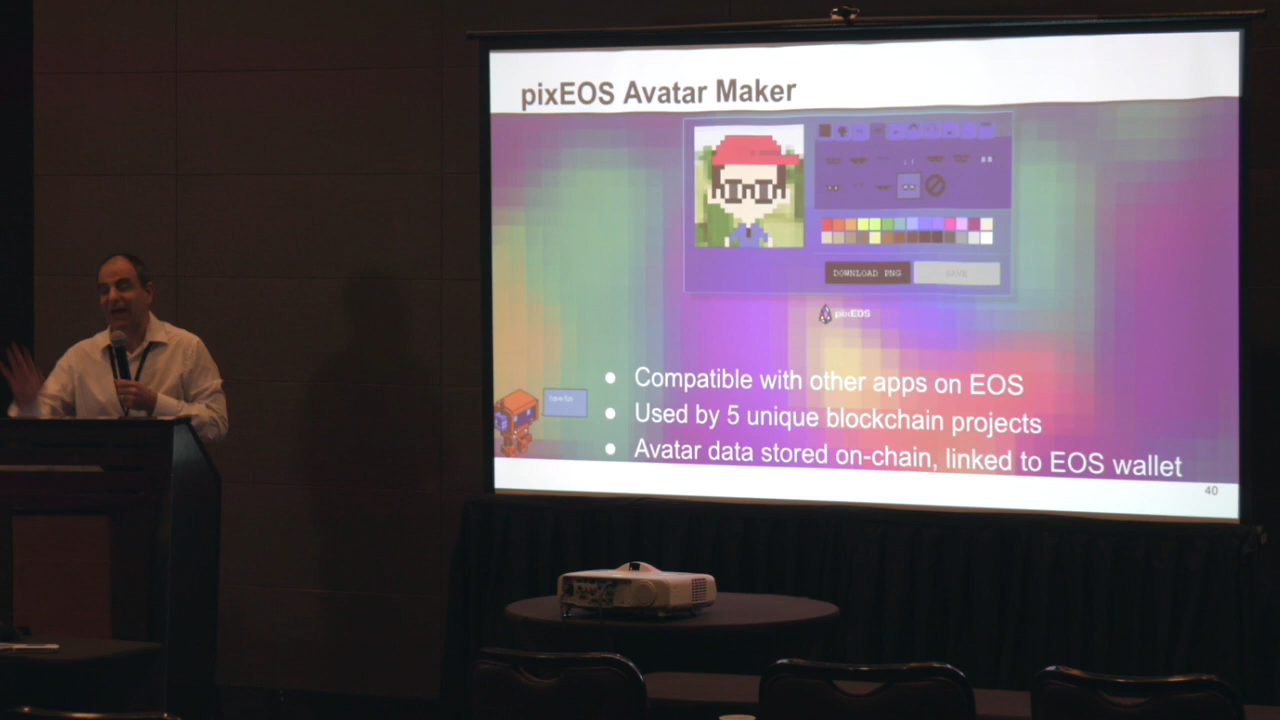 pixEOS Avatar Maker
DOWNLOAD PNG
SAVE
pixEOS
Compatible with other apps on EOS
Used by 5 unique blockchain projects
Avatar data stored on-chain, linked to EOS wallet
40